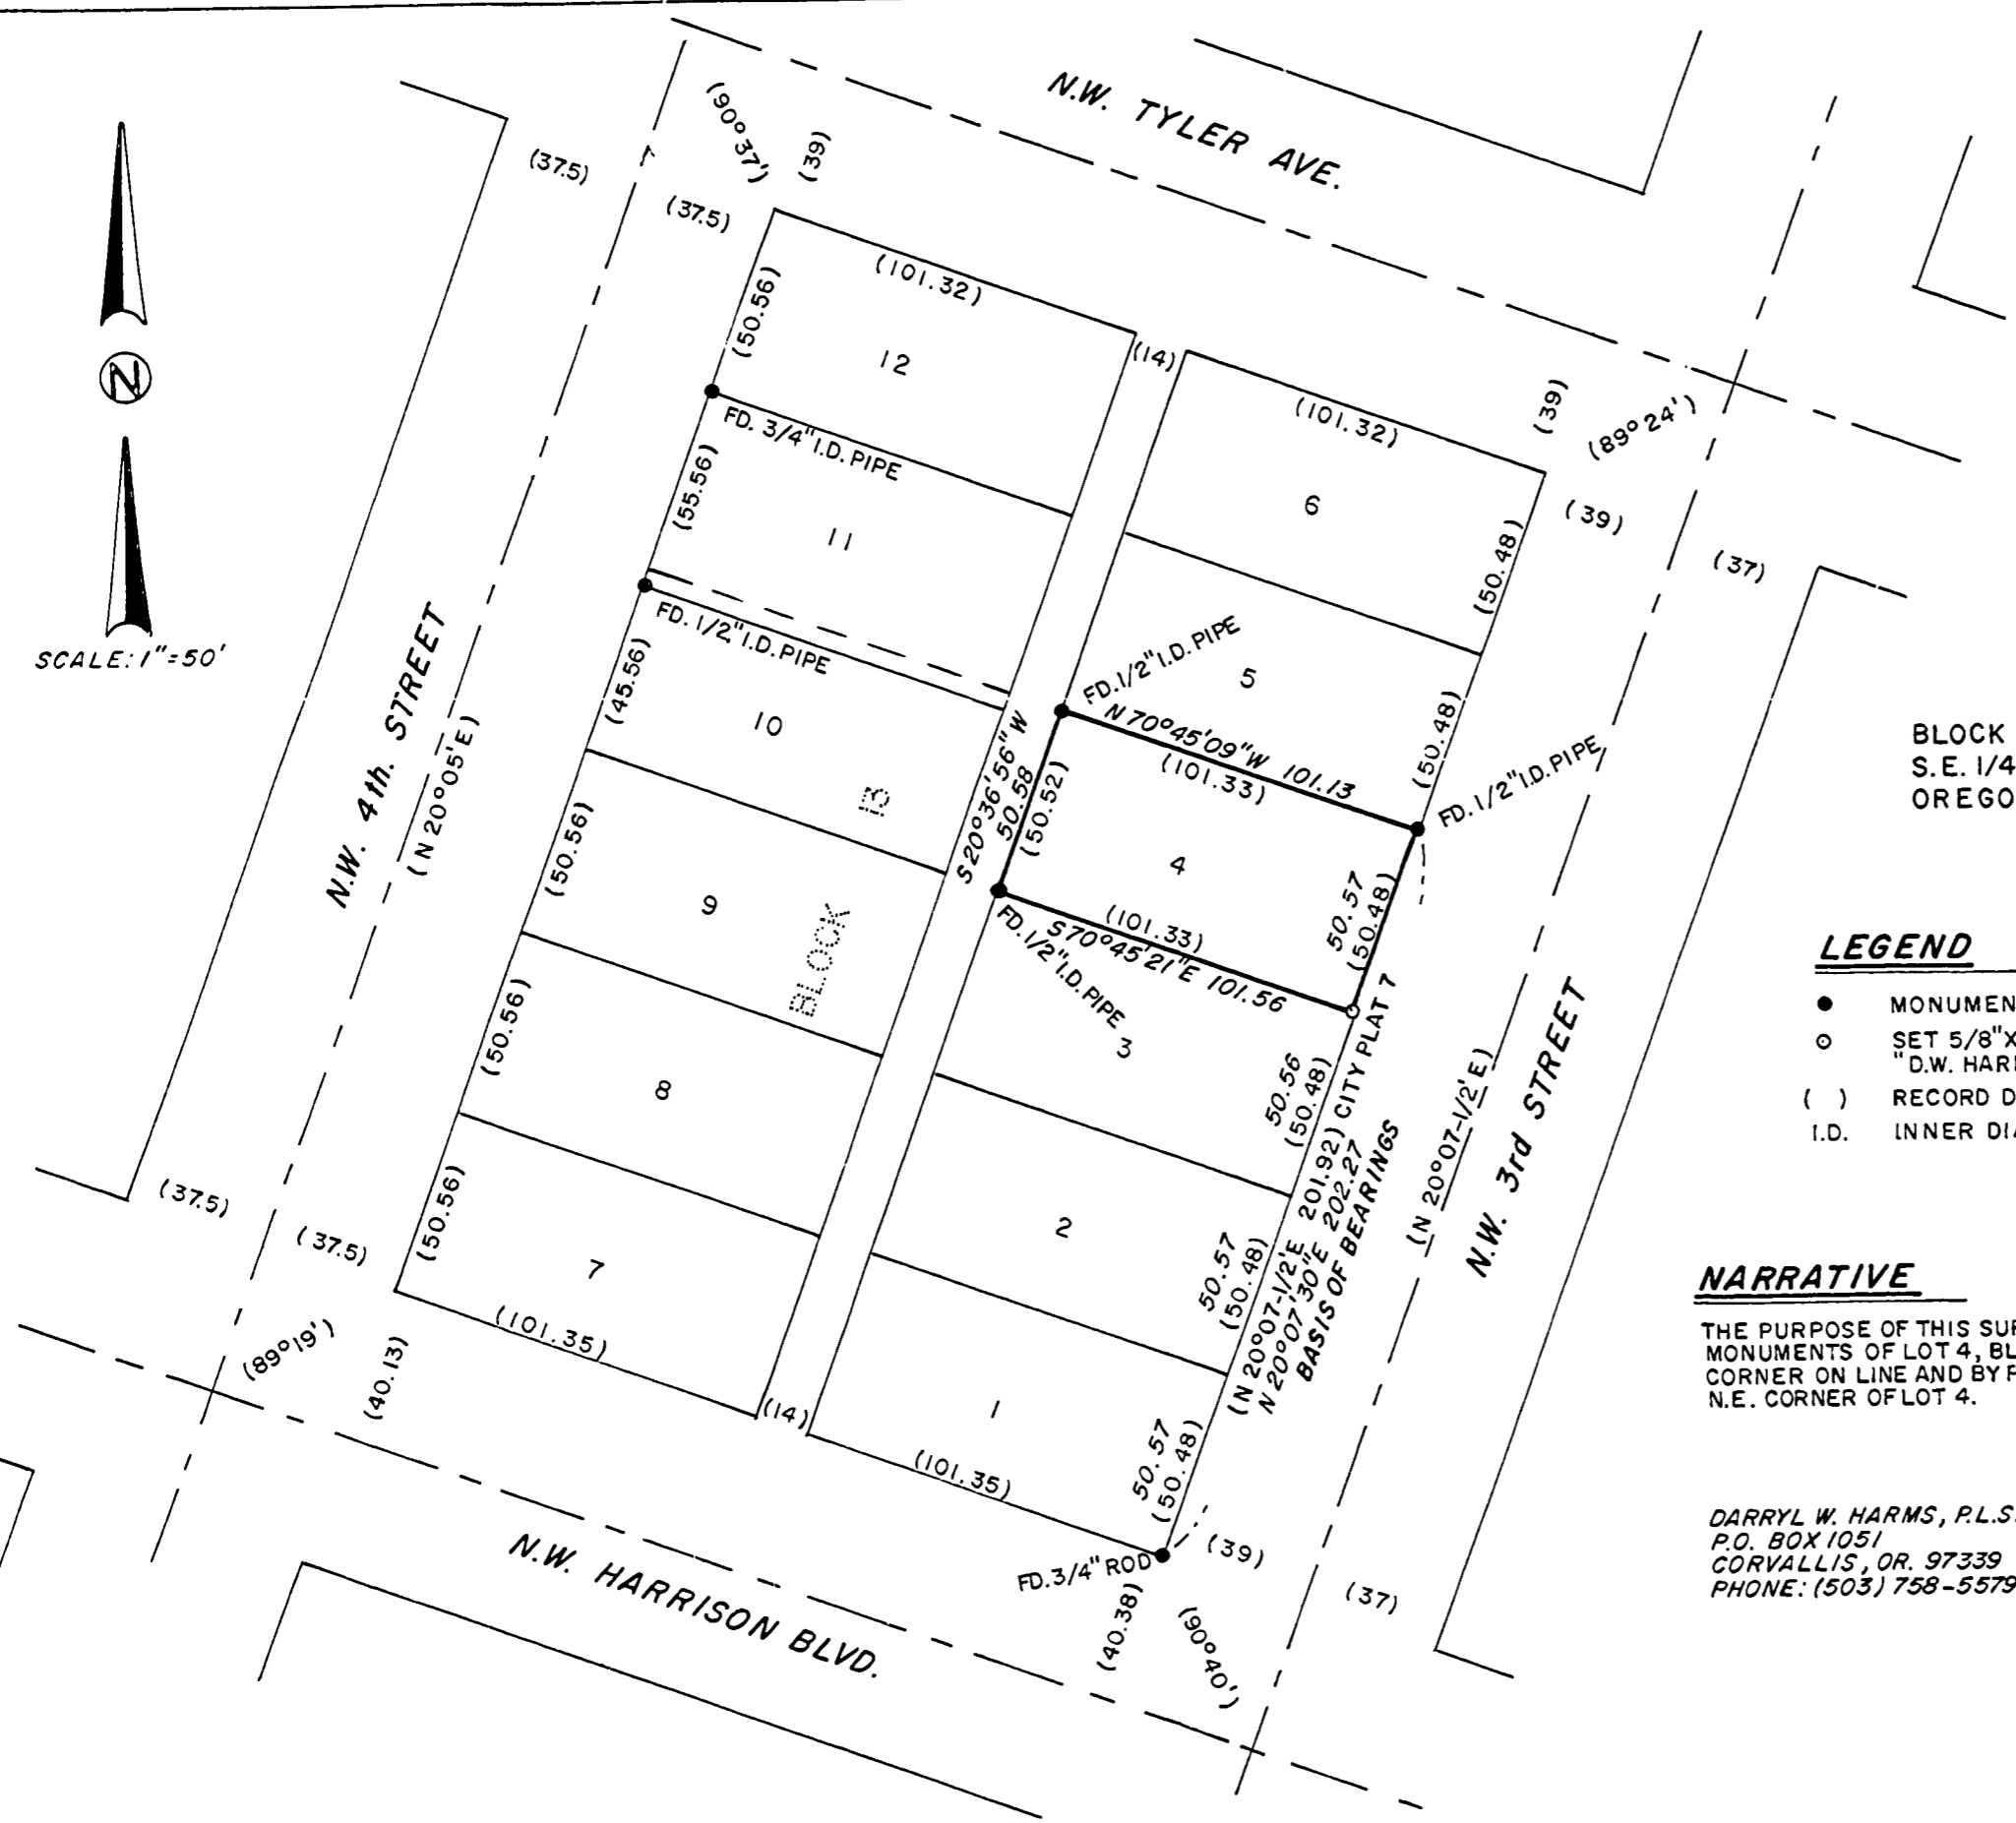 N.W. TYLER AVE.
(90°37')
(39)
(37.5)
(37.5)
(101.32)
(50.56)
12
(14)
(101.32)
(39)
(89°24')
FD. 3/4" I.D. PIPE
(55.56)
11
6
(50.48)
(39)
(37)
N
SCALE: 1"=50'
FD. 1/2" I.D. PIPE
(45.56)
10
FD. 1/2" I.D. PIPE
5
(50.48)
N 70°45'09" W 101.13
(101.33)
FD. 1/2" I.D. PIPE
N.W. 4th. STREET
(N 20°05' E)
S 20°36'56" W
50.58
(50.52)
4
50.57
(50.48)
(101.33)
S 70°45'21" E 101.56
FD. 1/2" I.D. PIPE
(50.56)
9
BLOCK
13
(50.56)
8
3
50.56
(50.48)
2
50.57
(50.48)
(50.56)
7
(101.35)
(14)
1
50.57
(50.48)
(101.35)
(N 20°07-1/2' E 201.92) CITY PLAT 7
N 20°07'30" E 202.27
BASIS OF BEARINGS
(N 20°07-1/2' E)
N.W. 3rd STREET
(37.5)
(37.5)
(89°19')
(40.13)
N.W. HARRISON BLVD.
FD. 3/4" ROD
(39)
(37)
(40.38)
(90°40')
BLOCK
S.E. 1/4
OREGO
LEGEND
● MONUMEN
○ SET 5/8" X
"D.W. HAR
( ) RECORD D
I.D. INNER DI
NARRATIVE
THE PURPOSE OF THIS SU
MONUMENTS OF LOT 4, BL
CORNER ON LINE AND BY
N.E. CORNER OF LOT 4.
DARRYL W. HARMS, P.L.S.
P.O. BOX 1051
CORVALLIS, OR. 97339
PHONE: (503) 758-5579